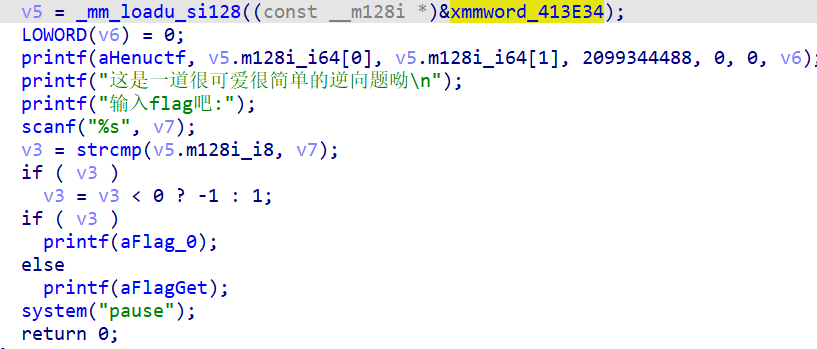 v5 = _mm_loadu_si128((const __m128i *)&xmmword_413E34);
LOWORD(v6) = 0;
printf(aHenuctf, v5.m128i_i64[0], v5.m128i_i64[1], 2099344488, 0, 0, v6);
printf("这是一道很可爱很简单的逆向题呦\n");
printf("输入flag吧:");
scanf("%s", v7);
v3 = strcmp(v5.m128i_i8, v7);
if ( v3 )
v3 = v3 < 0 ? -1 : 1;
if ( v3 )
printf(aFlag_0);
else
printf(aFlagGet);
system("pause");
return 0;